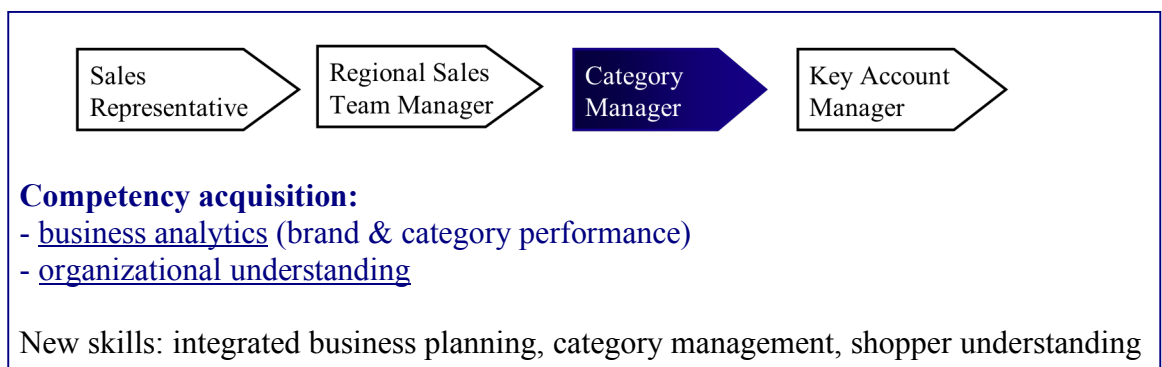 Sales
Representative
Regional Sales
Team Manager
Category
Manager
Key Account
Manager
Competency acquisition:
- business analytics (brand & category performance)
- organizational understanding
New skills: integrated business planning, category management, shopper understanding